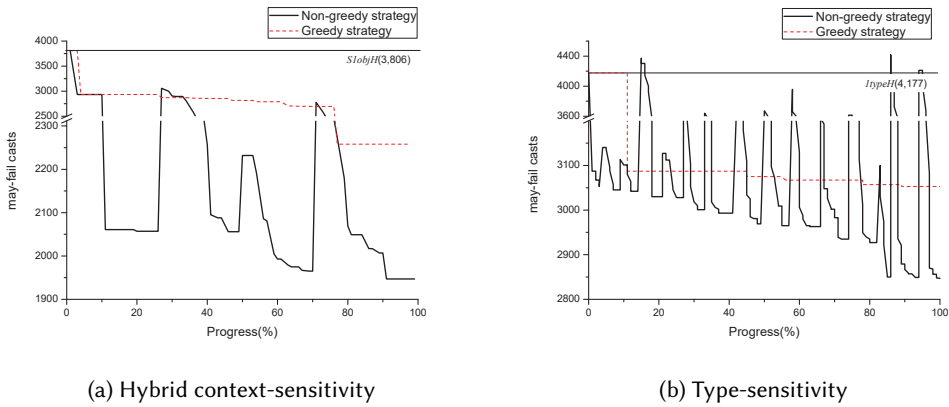 Non-greedy strategy
Greedy strategy
4000
3500
3000
2500
2300
2200
2100
2000
1900
may-fail casts
S1objH(3,806)
0 20 40 60 80 100
Progress(%)
(a) Hybrid context-sensitivity
Non-greedy strategy
Greedy strategy
4400
4200
4000
3800
3600
3100
3000
2900
2800
may-fail casts
1typeH(4,177)
0 20 40 60 80 100
Progress(%)
(b) Type-sensitivity